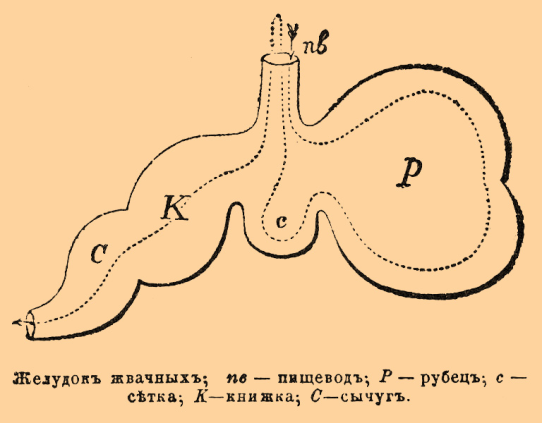 пв
Р
К
с
С
Желудокъ жвачныхъ; пв — пищеводъ; Р — рубецъ; с —
сѣтка; К—книжка; С—сычугъ.